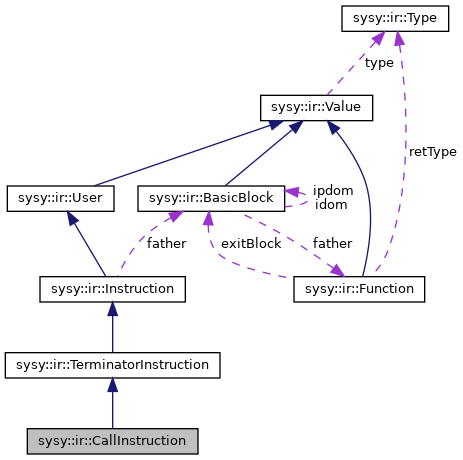 sysy::ir::Type
type
sysy::ir::Value
retType
sysy::ir::User
sysy::ir::BasicBlock
ipdom
idom
father
exitBlock
father
sysy::ir::Instruction
sysy::ir::Function
sysy::ir::TerminatorInstruction
sysy::ir::CallInstruction